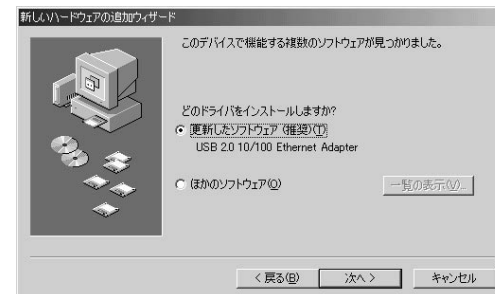 新しいハードウェアの追加ウィザード
このデバイスで機能する複数のソフトウェアが見つかりました。
どのドライバをインストールしますか?
更新したソフトウェア (推奨)(T)
USB 2.0 10/100 Ethernet Adapter
ほかのソフトウェア(O)
一覧の表示(V)...
< 戻る(B)
次へ >
キャンセル